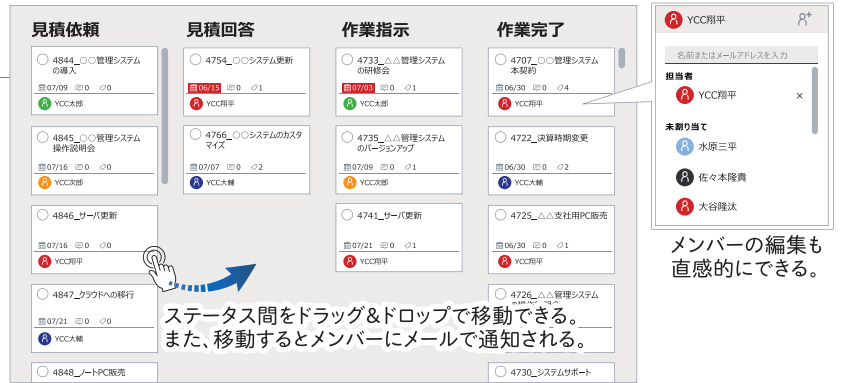 見積依頼
4844_○○管理システム
の導入
07/09 0 0
YCC太郎
4845_○○管理システム
操作説明会
07/16 0 0
YCC次郎
4846_サーバ更新
07/16 0 0
YCC翔平
4847_クラウドへの移行
07/21 0 0
YCC大輔
4848_ノートPC販売
見積回答
4754_○○システム更新
06/15 0 1
YCC翔平
4766_○○システムのカスタ
マイズ
07/07 0 2
YCC大輔
作業指示
4733_△△管理システム
の研修会
07/03 0 1
YCC太郎
4735_△△管理システム
のバージョンアップ
07/09 0 1
YCC次郎
4741_サーバ更新
07/21 0 1
YCC翔平
作業完了
4707_○○管理システム
本契約
06/30 0 4
YCC翔平
4722_決算時期変更
06/30 0 2
YCC大輔
4725_△△支社用PC販売
06/30 0 1
YCC翔平
4726_△△管理システム
4730_システムサポート
ステータス間をドラッグ&ドロップで移動できる。
また、移動するとメンバーにメールで通知される。
YCC翔平
名前またはメールアドレスを入力
担当者
YCC翔平 ×
未割り当て
水原三平
佐々木隆貴
大谷隆汰
メンバーの編集も
直感的にできる。